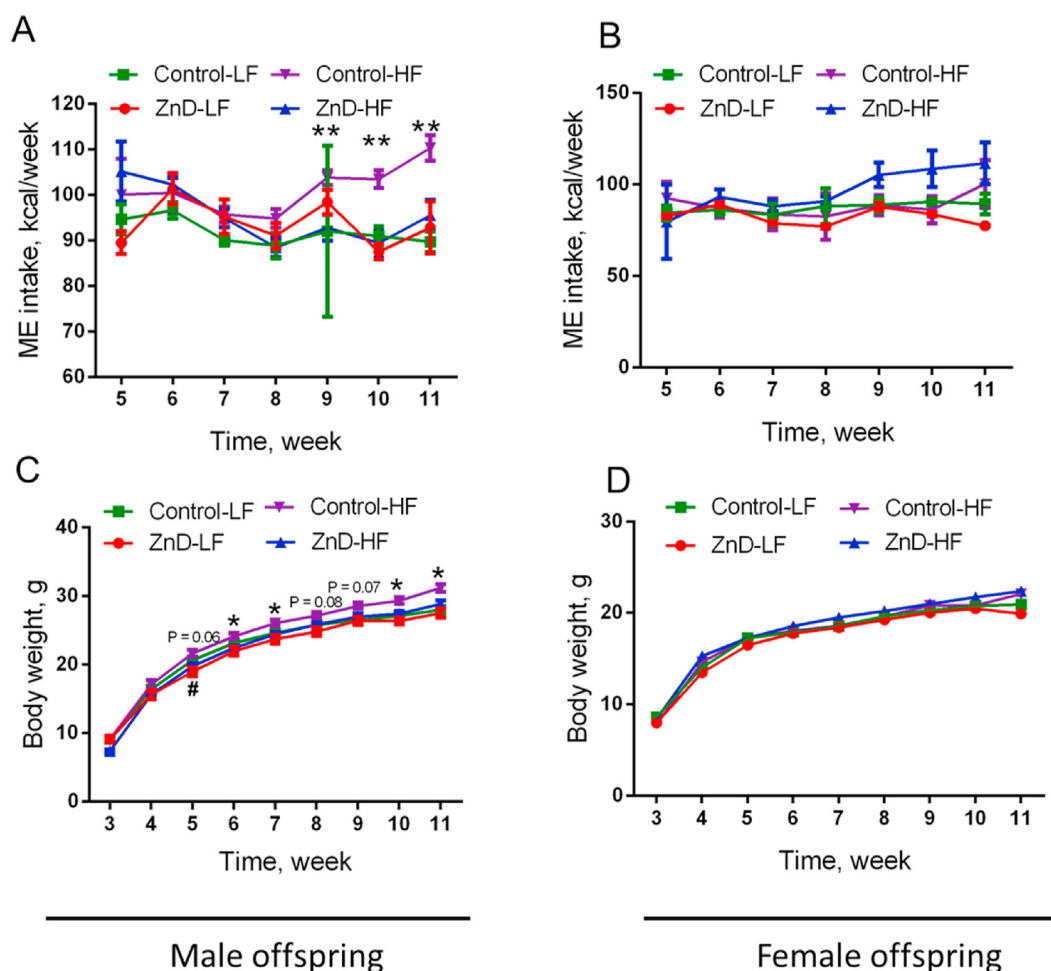 A
Control-LF Control-HF
ZnD-LF ZnD-HF
ME intake, kcal/week
120
110
100
90
80
70
60
** ** **
5 6 7 8 9 10 11
Time, week
B
Control-LF Control-HF
ZnD-LF ZnD-HF
ME intake, kcal/week
150
100
50
0
5 6 7 8 9 10 11
Time, week
C
Control-LF Control-HF
ZnD-LF ZnD-HF
Body weight, g
40
30
20
10
0
P = 0.06 * * P = 0.08 P = 0.07 * *
#
3 4 5 6 7 8 9 10 11
Time, week
D
Control-LF Control-HF
ZnD-LF ZnD-HF
Body weight, g
30
20
10
0
3 4 5 6 7 8 9 10 11
Time, week
Male offspring
Female offspring